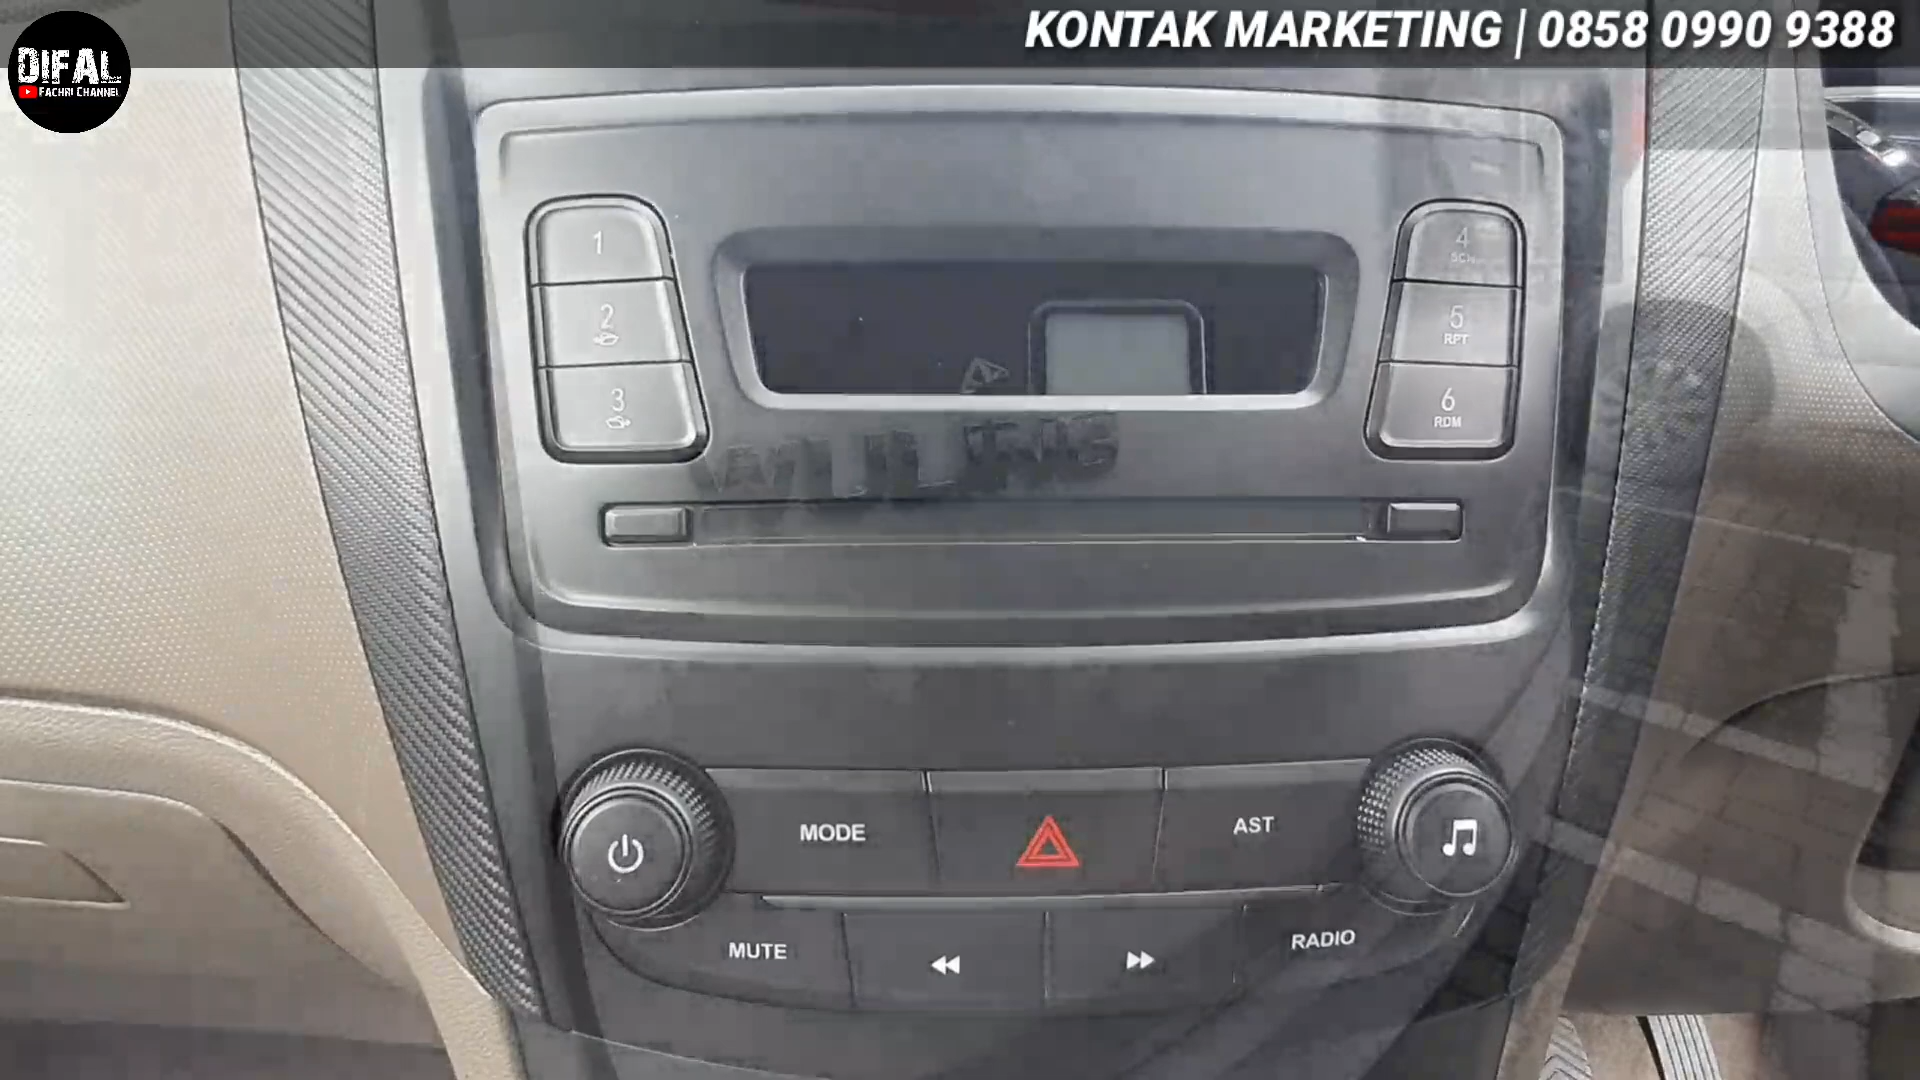 KONTAK MARKETING | 0858 0990 9388
DIFAL
FACHRI CHANNEL
1
2
3
4
SCN
5
RPT
6
RDM
WULING
MODE
AST
MUTE
RADIO